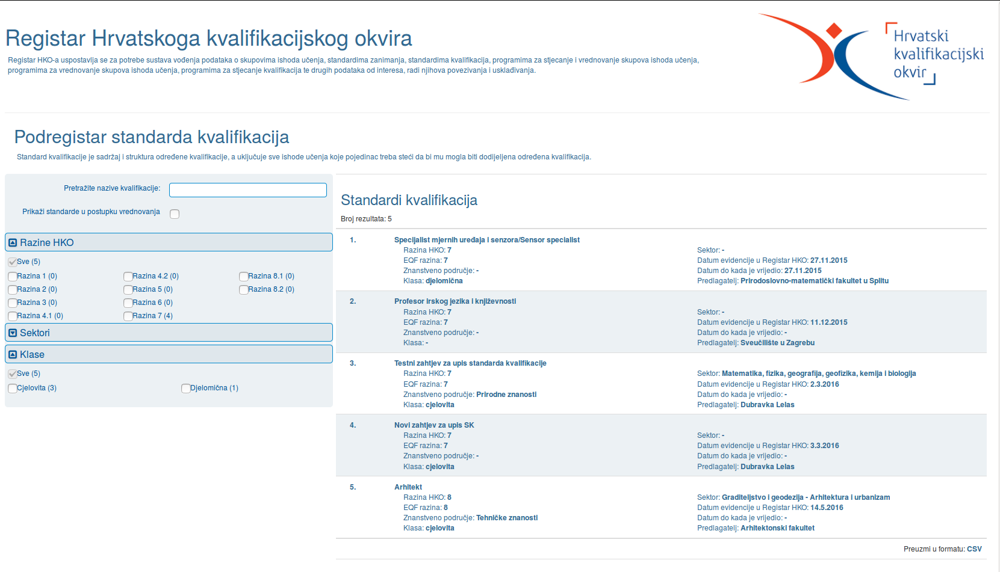 Registar Hrvatskoga kvalifikacijskog okvira
Registar HKO-a uspostavlja se za potrebe sustava vođenja podataka o skupovima ishoda učenja, standardima zanimanja, standardima kvalifikacija, programima za stjecanje i vrednovanje skupova ishoda učenja,
programima za vrednovanje skupova ishoda učenja, programima za stjecanje kvalifikacija te drugih podataka od interesa, radi njihova povezivanja i usklađivanja.
Hrvatski
kvalifikacijski
okvir
Podregistar standarda kvalifikacija
Standard kvalifikacije je sadržaj i struktura određene kvalifikacije, a uključuje sve ishode učenja koje pojedinac treba steći da bi mu mogla biti dodijeljena određena kvalifikacija.
Pretražite nazive kvalifikacije:
Prikaži standarde u postupku vrednovanja
Razine HKO
Sve (5)
Razina 1 (0) Razina 4.2 (0) Razina 8.1 (0)
Razina 2 (0) Razina 5 (0) Razina 8.2 (0)
Razina 3 (0) Razina 6 (0)
Razina 4.1 (0) Razina 7 (4)
Sektori
Klase
Sve (5)
Cjelovita (3) Djelomična (1)
Standardi kvalifikacija
Broj rezultata: 5
1. Specijalist mjernih uređaja i senzora/Sensor specialist
Razina HKO: 7 Sektor: -
EQF razina: 7 Datum evidencije u Registar HKO: 27.11.2015
Znanstveno područje: - Datum do kada je vrijedio: 27.11.2015
Klasa: djelomična Predlagatelj: Prirodoslovno-matematički fakultet u Splitu
2. Profesor irskog jezika i književnosti
Razina HKO: 7 Sektor: -
EQF razina: 7 Datum evidencije u Registar HKO: 11.12.2015
Znanstveno područje: - Datum do kada je vrijedio: -
Klasa: - Predlagatelj: Sveučilište u Zagrebu
3. Testni zahtjev za upis standarda kvalifikacije
Razina HKO: 7 Sektor: Matematika, fizika, geografija, geofizika, kemija i biologija
EQF razina: 7 Datum evidencije u Registar HKO: 2.3.2016
Znanstveno područje: Prirodne znanosti Datum do kada je vrijedio: -
Klasa: cjelovita Predlagatelj: Dubravka Lelas
4. Novi zahtjev za upis SK
Razina HKO: 7 Sektor: -
EQF razina: 7 Datum evidencije u Registar HKO: 3.3.2016
Znanstveno područje: - Datum do kada je vrijedio: -
Klasa: cjelovita Predlagatelj: Dubravka Lelas
5. Arhitekt
Razina HKO: 8 Sektor: Graditeljstvo i geodezija - Arhitektura i urbanizam
EQF razina: 8 Datum evidencije u Registar HKO: 14.5.2016
Znanstveno područje: Tehničke znanosti Datum do kada je vrijedio: -
Klasa: cjelovita Predlagatelj: Arhitektonski fakultet
Preuzmi u formatu: CSV